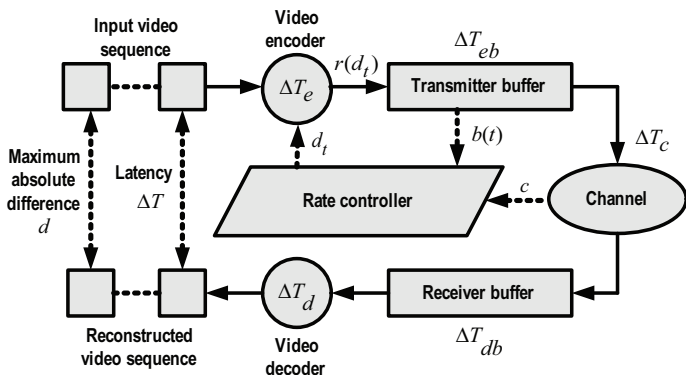 Input video
sequence
Video
encoder
r(d_t)
ΔT_eb
ΔT_e
Transmitter buffer
Maximum
absolute
difference
d
Latency
ΔT
d_t
b(t)
ΔT_c
Rate controller
c
Channel
ΔT_d
Receiver buffer
Reconstructed
video sequence
Video
decoder
ΔT_db